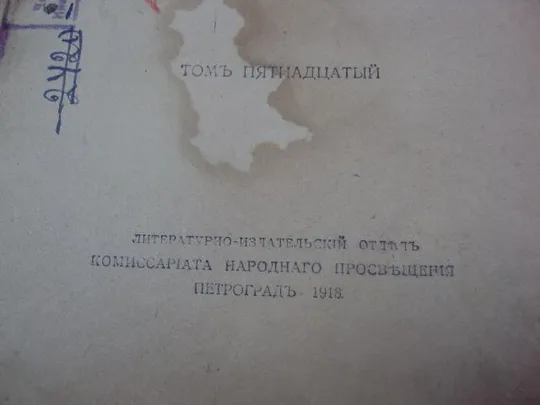 ТОМЪ ПЯТНАДЦАТЫЙ
ЛИТЕРАТУРНО-ИЗДАТЕЛЬСКІЙ ОТДѢЛЪ
КОМИССАРІАТА НАРОДНАГО ПРОСВѢЩЕНІЯ
ПЕТРОГРАДЪ 1918